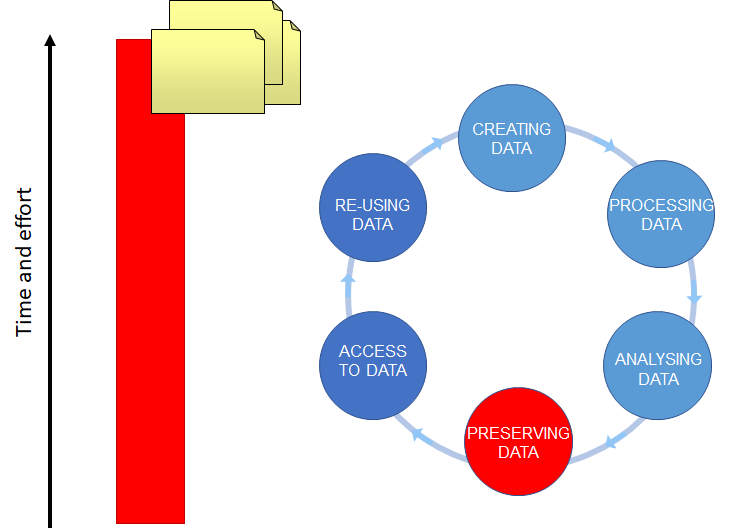 Time and effort
CREATING
DATA
PROCESSING
DATA
ANALYSING
DATA
PRESERVING
DATA
ACCESS
TO DATA
RE-USING
DATA